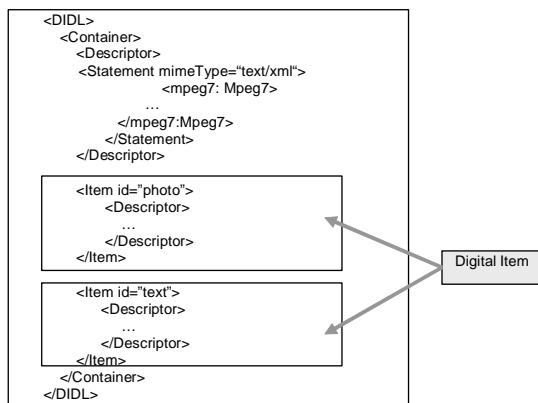 <DIDL>
<Container>
<Descriptor>
<Statement mimeType=“text/xml“>
<mpeg7: Mpeg7>
…
</mpeg7:Mpeg7>
</Statement>
</Descriptor>
<Item id=”photo”>
<Descriptor>
…
</Descriptor>
</Item>
<Item id=”text”>
<Descriptor>
…
</Descriptor>
</Item>
</Container>
</DIDL>
Digital Item